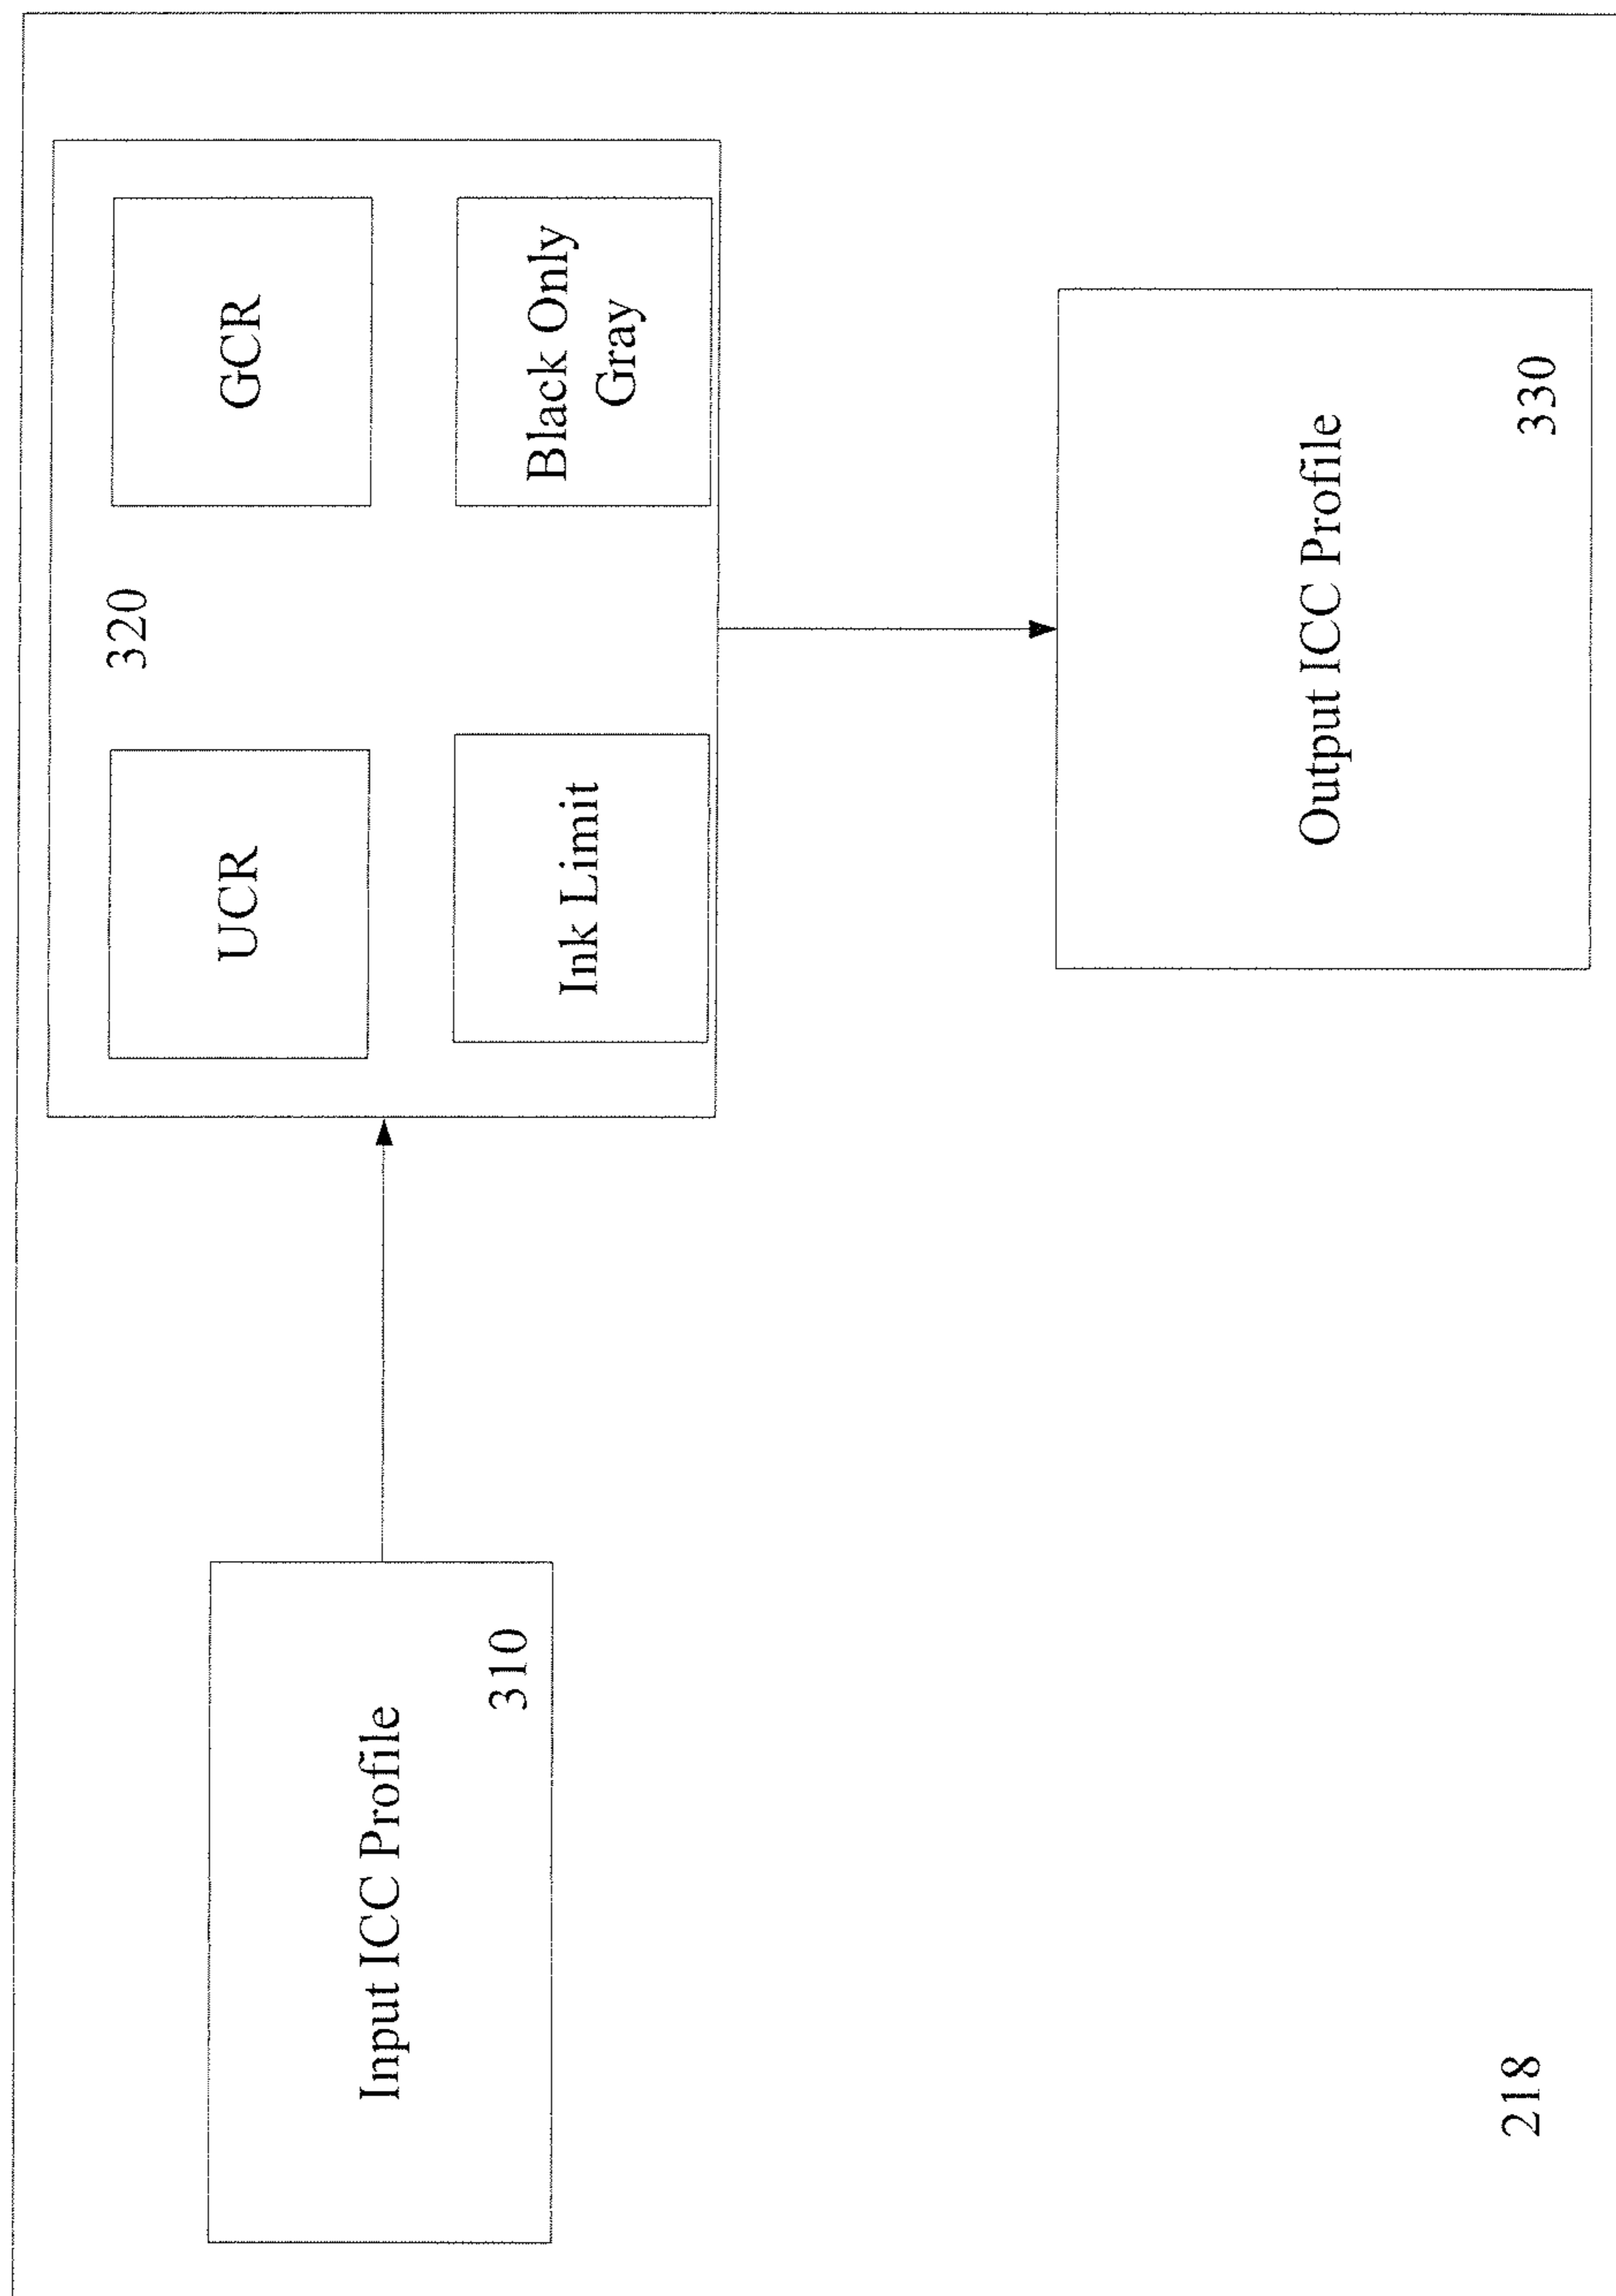 Input ICC Profile
310
320
UCR
GCR
Ink Limit
Black Only
Gray
Output ICC Profile
330
218